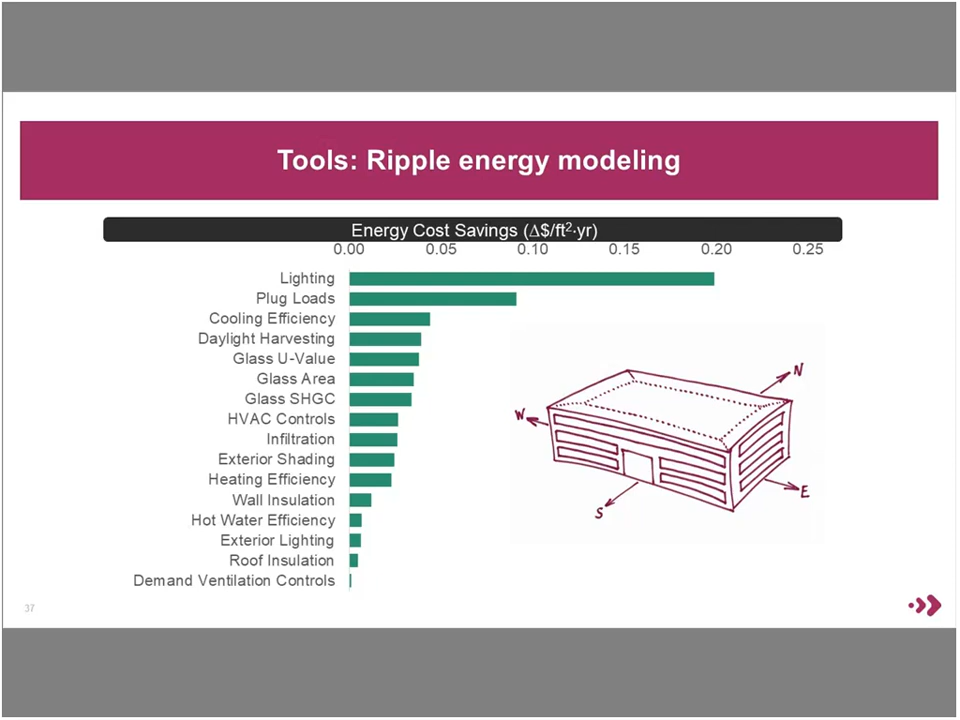 Tools: Ripple energy modeling
Energy Cost Savings (∆$/ft²·yr)
0.00 0.05 0.10 0.15 0.20 0.25
Lighting
Plug Loads
Cooling Efficiency
Daylight Harvesting
Glass U-Value
Glass Area
Glass SHGC
HVAC Controls
Infiltration
Exterior Shading
Heating Efficiency
Wall Insulation
Hot Water Efficiency
Exterior Lighting
Roof Insulation
Demand Ventilation Controls
N
W
E
S
37